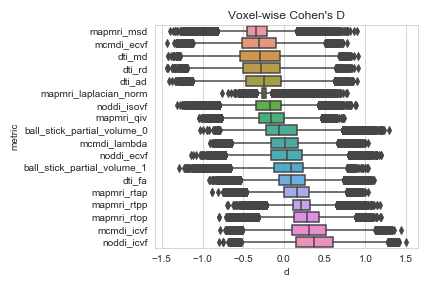 Voxel-wise Cohen's D
metric
mapmri_msd
mcmdi_ecvf
dti_md
dti_rd
dti_ad
mapmri_laplacian_norm
noddi_isovf
mapmri_qiv
ball_stick_partial_volume_0
mcmdi_lambda
noddi_ecvf
ball_stick_partial_volume_1
dti_fa
mapmri_rtap
mapmri_rtpp
mapmri_rtop
mcmdi_icvf
noddi_icvf
−1.5 −1.0 −0.5 0.0 0.5 1.0 1.5
d